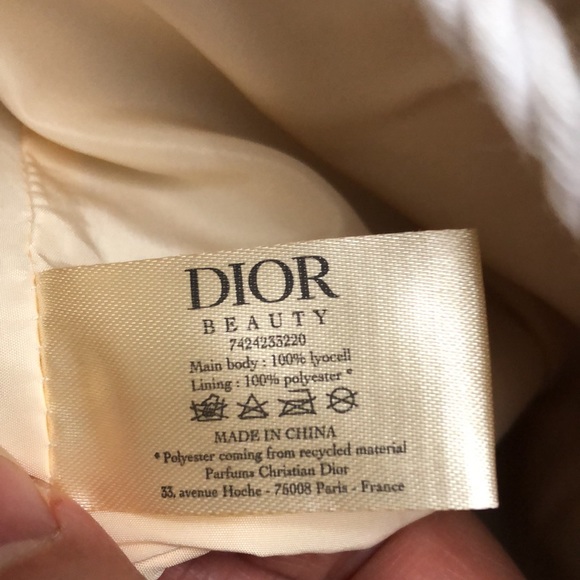 DIOR
BEAUTY
7424233220
Main body : 100% lyocell
Lining : 100% polyester *
MADE IN CHINA
* Polyester coming from recycled material
Parfums Christian Dior
33, avenue Hoche - 75008 Paris - France